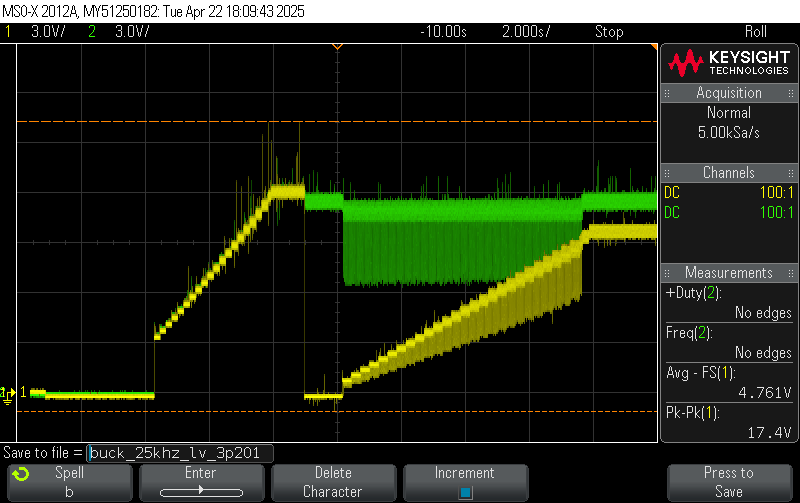 MSO-X 2012A, MY51250182: Tue Apr 22 18:09:43 2025
1 3.0V/ 2 3.0V/ -10.00s 2.000s/ Stop Roll
KEYSIGHT
TECHNOLOGIES
Acquisition
Normal
5.00kSa/s
Channels
DC 100:1
DC 100:1
Measurements
+Duty(2):
No edges
Freq(2):
No edges
Avg - FS(1):
4.761V
Pk-Pk(1):
17.4V
1
Save to file = buck_25khz_lv_3p201
Spell
b
Enter
Delete
Character
Increment
Press to
Save